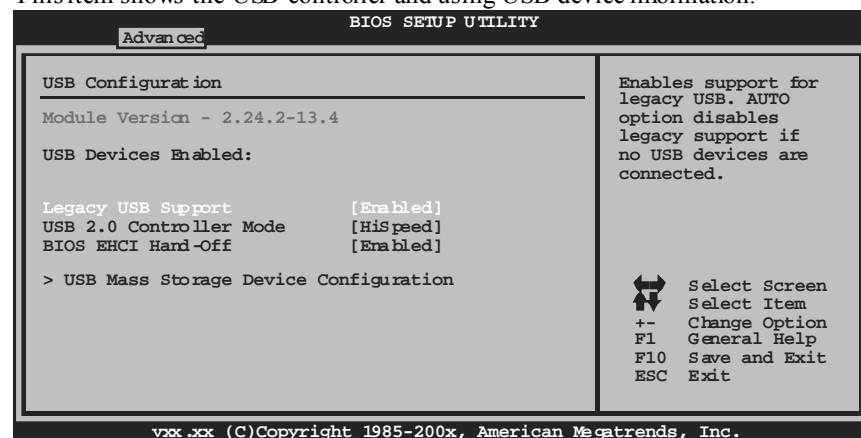 This item shows the USB controller and using USB device information.
BIOS SETUP UTILITY
Advanced
USB Configuration
Module Version - 2.24.2-13.4
USB Devices Enabled:
Legacy USB Support [Enabled]
USB 2.0 Controller Mode [HiSpeed]
BIOS EHCI Hand-Off [Enabled]
> USB Mass Storage Device Configuration
Enables support for
legacy USB. AUTO
option disables
legacy support if
no USB devices are
connected.
Select Screen
Select Item
+- Change Option
F1 General Help
F10 Save and Exit
ESC Exit
vxx.xx (C)Copyright 1985-200x, American Megatrends, Inc.